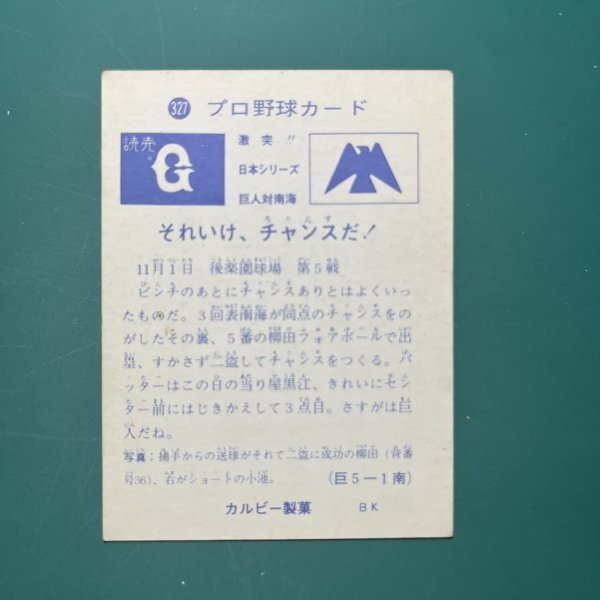 327 プロ野球カード
読売
G
激突!!
日本シリーズ
巨人対南海
それいけ、チャンスだ!
11月1日 後楽園球場 第5戦
ピンチのあとにチャンスありとはよくいっ
たものだ。3回表南海が同点のチャンスをの
がしたその裏、5番の柳田フォアボールで出
塁、すかさず二盗してチャンスをつくる。バ
ッターはこの日の当り屋黒江、きれいにセン
ター前にはじきかえして3点目。さすがは巨
人だね。
写真:捕手からの送球がそれて二盗に成功の柳田(背番
号36)、右がショートの小池。 (巨5ー1南)
カルビー製菓 BK